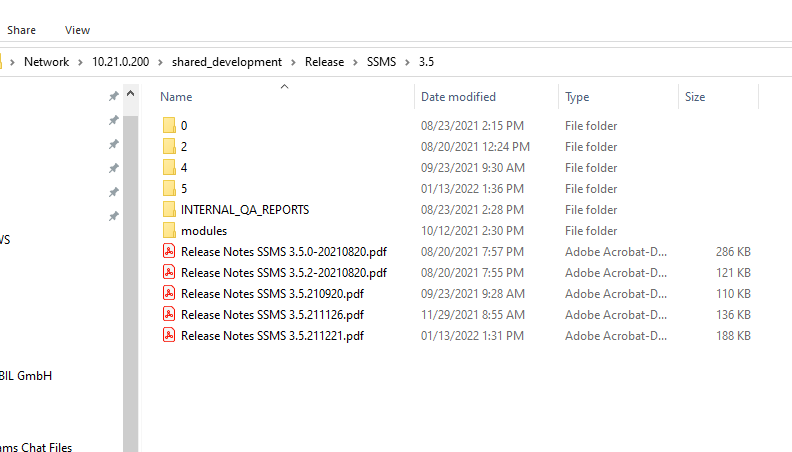 Share View
Network > 10.21.0.200 > shared_development > Release > SSMS > 3.5
Name Date modified Type Size
0 08/23/2021 2:15 PM File folder
2 08/20/2021 12:24 PM File folder
4 09/23/2021 9:30 AM File folder
5 01/13/2022 1:36 PM File folder
INTERNAL_QA_REPORTS 08/23/2021 2:28 PM File folder
modules 10/12/2021 2:30 PM File folder
WS
Release Notes SSMS 3.5.0-20210820.pdf 08/20/2021 7:57 PM Adobe Acrobat-D... 286 KB
Release Notes SSMS 3.5.2-20210820.pdf 08/20/2021 7:55 PM Adobe Acrobat-D... 121 KB
Release Notes SSMS 3.5.210920.pdf 09/23/2021 9:28 AM Adobe Acrobat-D... 110 KB
Release Notes SSMS 3.5.211126.pdf 11/29/2021 8:55 AM Adobe Acrobat-D... 136 KB
Release Notes SSMS 3.5.211221.pdf 01/13/2022 1:31 PM Adobe Acrobat-D... 188 KB
BIL GmbH
ams Chat Files